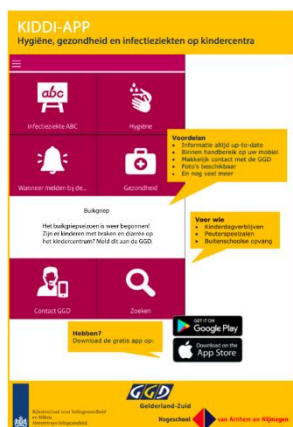 KIDDI-APP
Hygiëne, gezondheid en infectieziekten op kindercentra
abc
Infectieziekte ABC
Hygiëne
Wanneer melden bij de...
Gezondheid
Voordelen
• Informatie altijd up-to-date
• Binnen handbereik op uw mobiel
• Makkelijk contact met de GGD
• Foto's beschikbaar
• En nog veel meer
Buikgriep
Het buikgriepseizoen is weer begonnen!
Zijn er kinderen met braken en diarree op
het kindercentrum? Meld dit aan de GGD.
Voor wie
• Kinderdagverblijven
• Peuterspeelzalen
• Buitenschoolse opvang
Contact GGD
Zoeken
Hebben?
Download de gratis app op:
GET IT ON
Google Play
Download on the
App Store
GGD
Gelderland-Zuid
Rijksinstituut voor Volksgezondheid
en Milieu
Hogeschool van Arnhem en Nijmegen